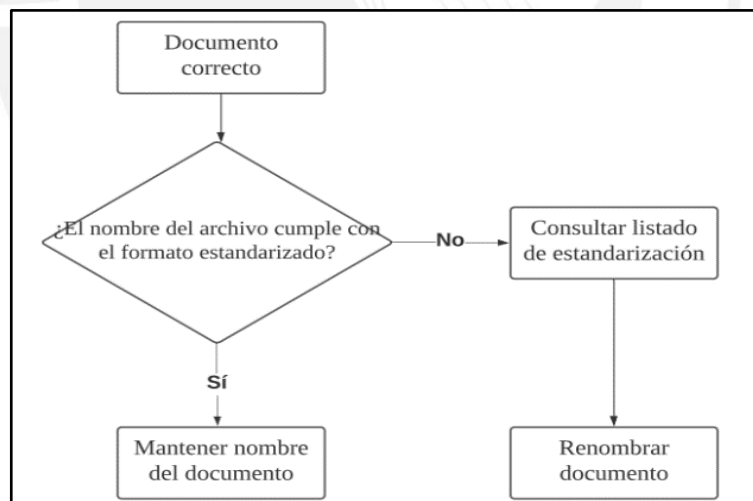 Documento
correcto
¿El nombre del archivo cumple con
el formato estandarizado?
No
Consultar listado
de estandarización
Sí
Mantener nombre
del documento
Renombrar
documento